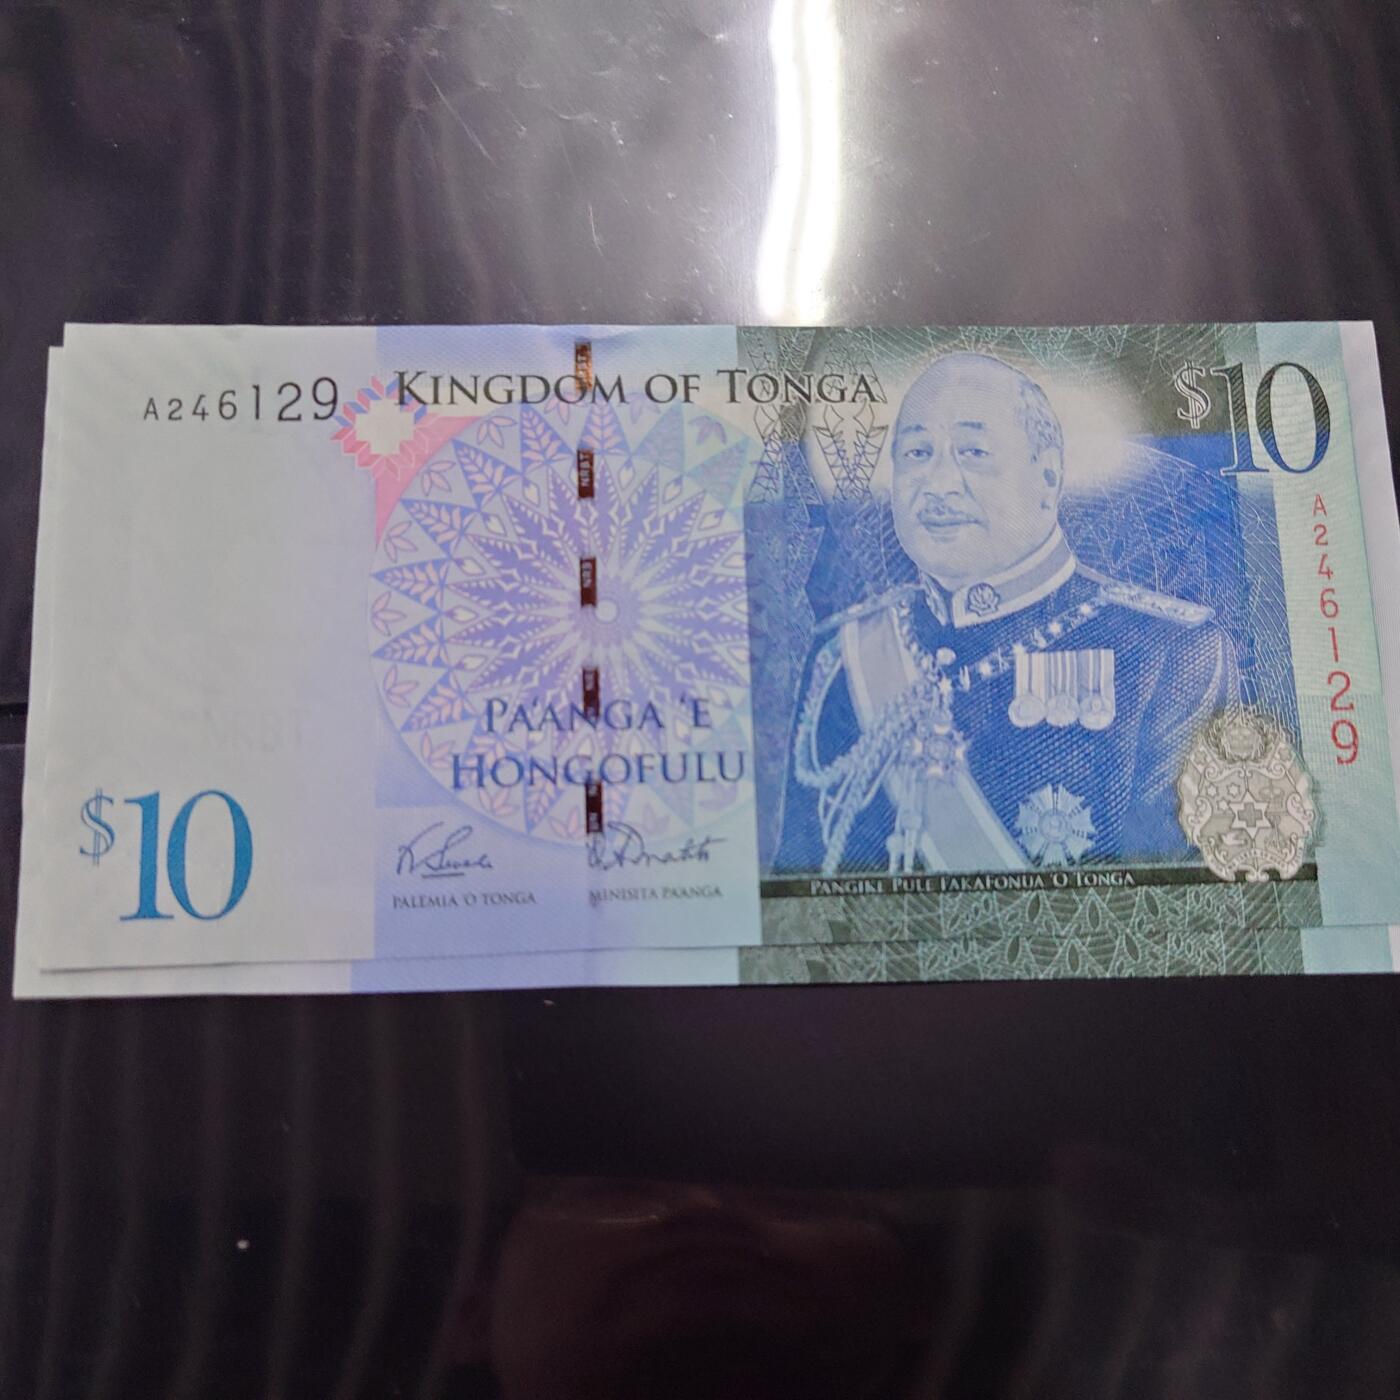 A246129
KINGDOM OF TONGA
$10
A246129
PA'ANGA 'E
HONGOFULU
$10
PALEMIA 'O TONGA
MINISITA PA'ANGA
PANGIKE PULE FAKAFONUA 'O TONGA